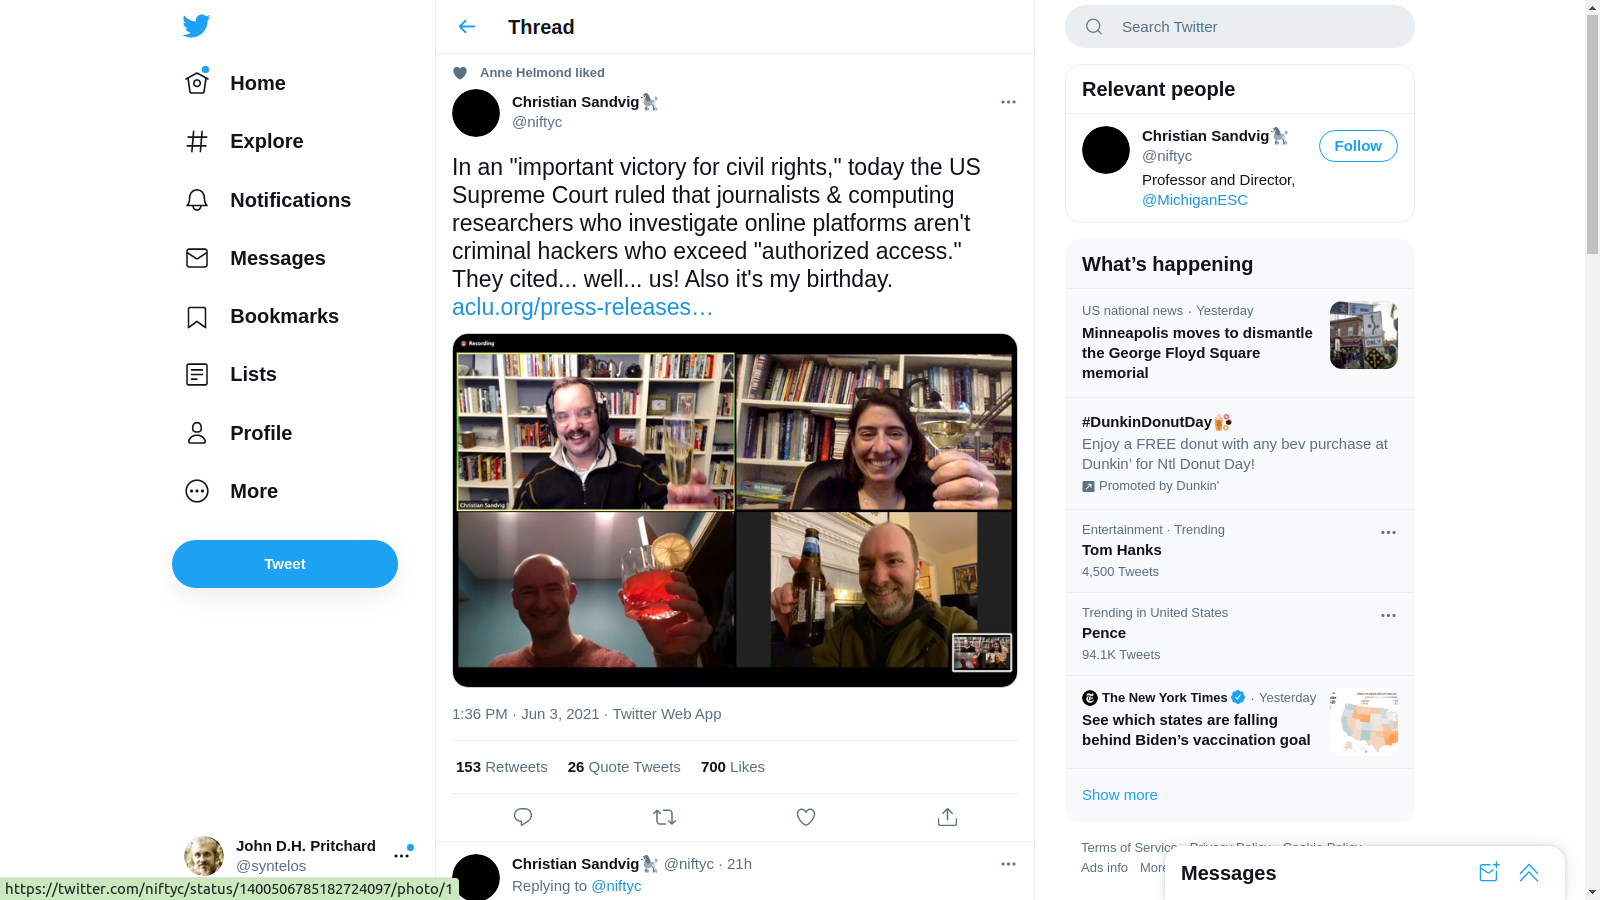 Home
Explore
Notifications
Messages
Bookmarks
Lists
Profile
More
Tweet
John D.H. Pritchard
@syntelos
https://twitter.com/niftyc/status/1400506785182724097/photo/1
Thread
Anne Helmond liked
Christian Sandvig
@niftyc
In an "important victory for civil rights," today the US
Supreme Court ruled that journalists & computing
researchers who investigate online platforms aren't
criminal hackers who exceed "authorized access."
They cited... well... us! Also it's my birthday.
aclu.org/press-releases…
Recording
Christian Sandvig
1:36 PM · Jun 3, 2021 · Twitter Web App
153 Retweets 26 Quote Tweets 700 Likes
Christian Sandvig @niftyc · 21h
Replying to @niftyc
Search Twitter
Relevant people
Christian Sandvig
@niftyc
Follow
Professor and Director,
@MichiganESC
What’s happening
US national news · Yesterday
Minneapolis moves to dismantle
the George Floyd Square
memorial
ONLY
#DunkinDonutDay
Enjoy a FREE donut with any bev purchase at
Dunkin’ for Ntl Donut Day!
Promoted by Dunkin'
Entertainment · Trending
Tom Hanks
4,500 Tweets
Trending in United States
Pence
94.1K Tweets
The New York Times · Yesterday
See which states are falling
behind Biden’s vaccination goal
Show more
Terms of Service Privacy Policy Cookie Policy
Ads info More
Messages